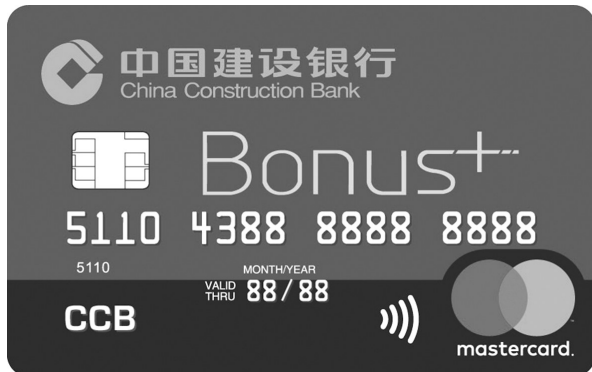 中国建设银行
China Construction Bank
Bonus+
5110 4388 8888 8888
5110
MONTH/YEAR
VALID THRU 88/88
CCB
mastercard.